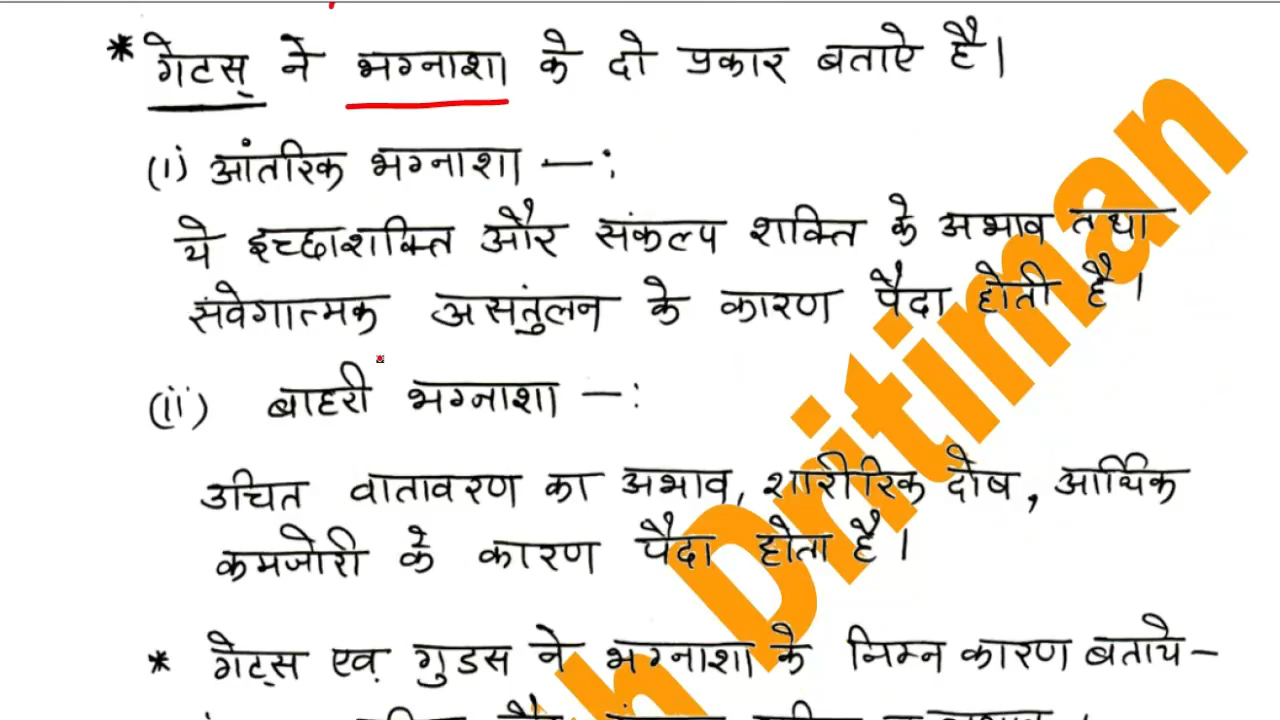 * गेटस् ने भग्नाशा के दो प्रकार बताऐ है।
(i) आंतरिक भग्नाशा —:
ये इच्छाशक्ति और संकल्प शक्ति के अभाव तथा
संवेगात्मक असंतुलन के कारण पैदा होती है।
(ii) बाहरी भग्नाशा —:
उचित वातावरण का अभाव, शारीरिक दोष, आर्थिक
कमजोरी के कारण पैदा होता है।
* गेट्स एवं गुडस ने भग्नाशा के निम्न कारण बताये—
Dritiman